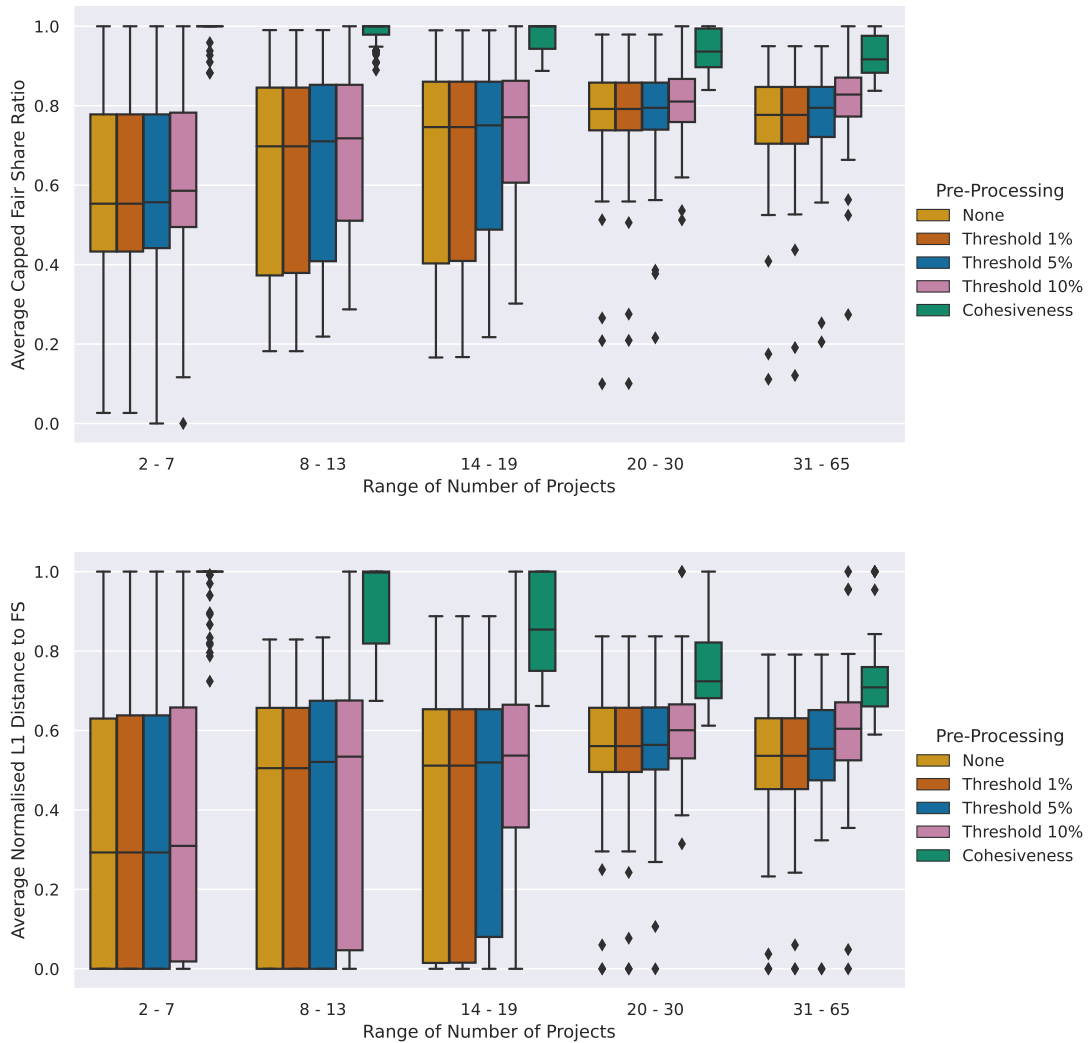 Average Capped Fair Share Ratio
1.0
0.8
0.6
0.4
0.2
0.0
2 - 7
8 - 13
14 - 19
20 - 30
31 - 65
Range of Number of Projects
Pre-Processing
None
Threshold 1%
Threshold 5%
Threshold 10%
Cohesiveness
Average Normalised L1 Distance to FS
1.0
0.8
0.6
0.4
0.2
0.0
2 - 7
8 - 13
14 - 19
20 - 30
31 - 65
Range of Number of Projects
Pre-Processing
None
Threshold 1%
Threshold 5%
Threshold 10%
Cohesiveness